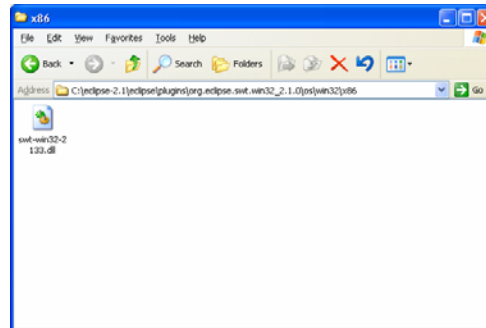 x86
File Edit View Favorites Tools Help
Back Search Folders
Address C:\eclipse-2.1\eclipse\plugins\org.eclipse.swt.win32_2.1.0\os\win32\x86 Go
swt-win32-2
133.dll